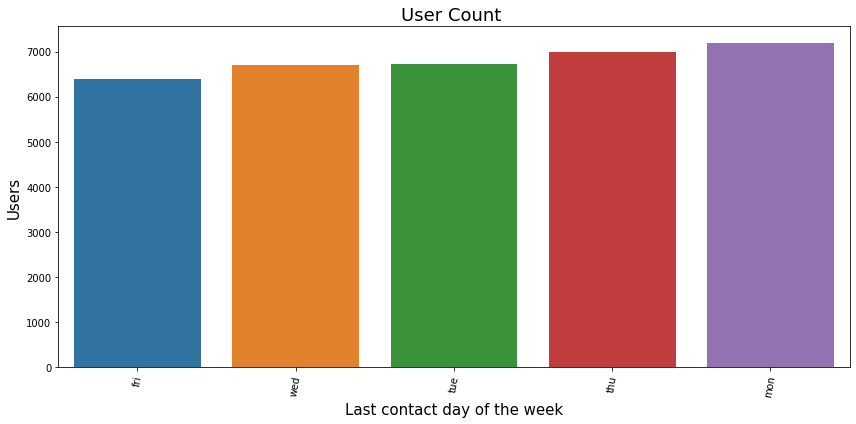 User Count
Users
7000
6000
5000
4000
3000
2000
1000
0
fri
wed
tue
thu
mon
Last contact day of the week